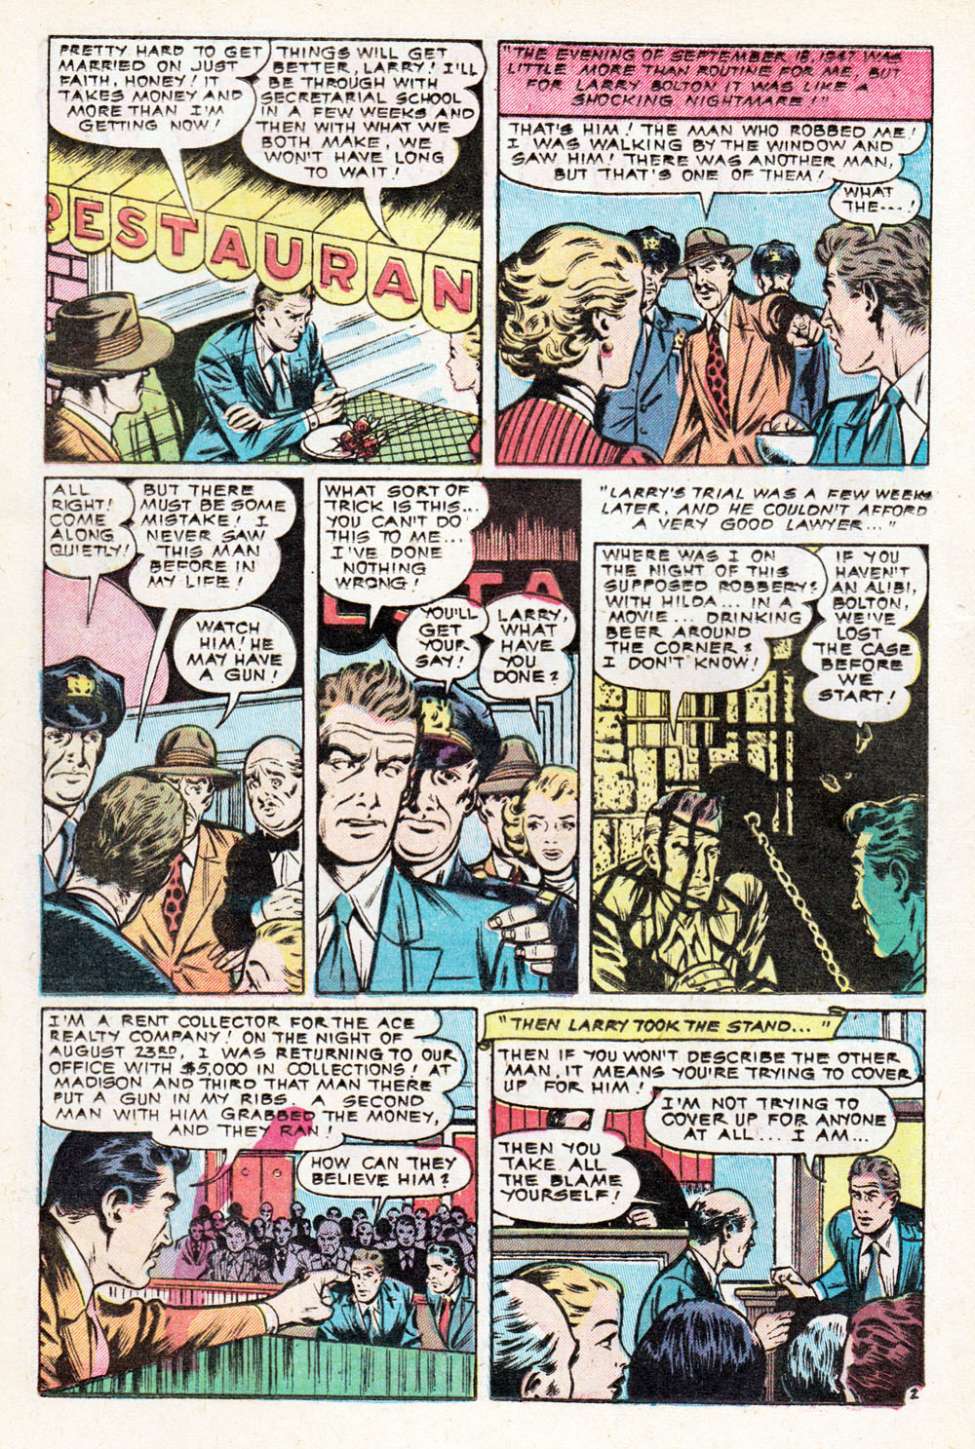 PRETTY HARD TO GET
MARRIED ON JUST
FAITH, HONEY! IT
TAKES MONEY AND
MORE THAN I'M
GETTING NOW!
THINGS WILL GET
BETTER, LARRY! I'LL
BE THROUGH WITH
SECRETARIAL SCHOOL
IN A FEW WEEKS AND
THEN WITH WHAT WE
BOTH MAKE, WE
WON'T HAVE LONG
TO WAIT!
RESTAURAN
"THE EVENING OF SEPTEMBER 18, 1947 WAS
LITTLE MORE THAN ROUTINE FOR ME, BUT
FOR LARRY BOLTON IT WAS LIKE A
SHOCKING NIGHTMARE!"
THAT'S HIM! THE MAN WHO ROBBED ME!
I WAS WALKING BY THE WINDOW AND
SAW HIM! THERE WAS ANOTHER MAN,
BUT THAT'S ONE OF THEM!
WHAT
THE---!
ALL
RIGHT!
COME
ALONG
QUIETLY!
BUT THERE
MUST BE SOME
MISTAKE! I
NEVER SAW
THIS MAN
BEFORE IN
MY LIFE!
WATCH
HIM! HE
MAY HAVE
A GUN!
WHAT SORT OF
TRICK IS THIS...
YOU CAN'T DO
THIS TO ME...
I'VE DONE
NOTHING
WRONG!
YOU'LL
GET
YOUR
SAY!
LARRY,
WHAT
HAVE
YOU
DONE?
"LARRY'S TRIAL WAS A FEW WEEKS
LATER, AND HE COULDN'T AFFORD
A VERY GOOD LAWYER..."
WHERE WAS I ON
THE NIGHT OF THIS
SUPPOSED ROBBERY?
WITH HILDA... IN A
MOVIE... DRINKING
BEER AROUND
THE CORNER?
I DON'T KNOW!
IF YOU
HAVEN'T
AN ALIBI,
BOLTON,
WE'VE
LOST
THE CASE
BEFORE
WE
START!
I'M A RENT COLLECTOR FOR THE ACE
REALTY COMPANY! ON THE NIGHT OF
AUGUST 23RD, I WAS RETURNING TO OUR
OFFICE WITH $5,000 IN COLLECTIONS! AT
MADISON AND THIRD THAT MAN THERE
PUT A GUN IN MY RIBS. A SECOND
MAN WITH HIM GRABBED THE MONEY,
AND THEY RAN!
HOW CAN THEY
BELIEVE HIM?
"THEN LARRY TOOK THE STAND..."
THEN IF YOU WON'T DESCRIBE THE OTHER
MAN, IT MEANS YOU'RE TRYING TO COVER
UP FOR HIM!
I'M NOT TRYING TO
COVER UP FOR ANYONE
AT ALL... I AM...
THEN YOU
TAKE ALL
THE BLAME
YOURSELF!
2